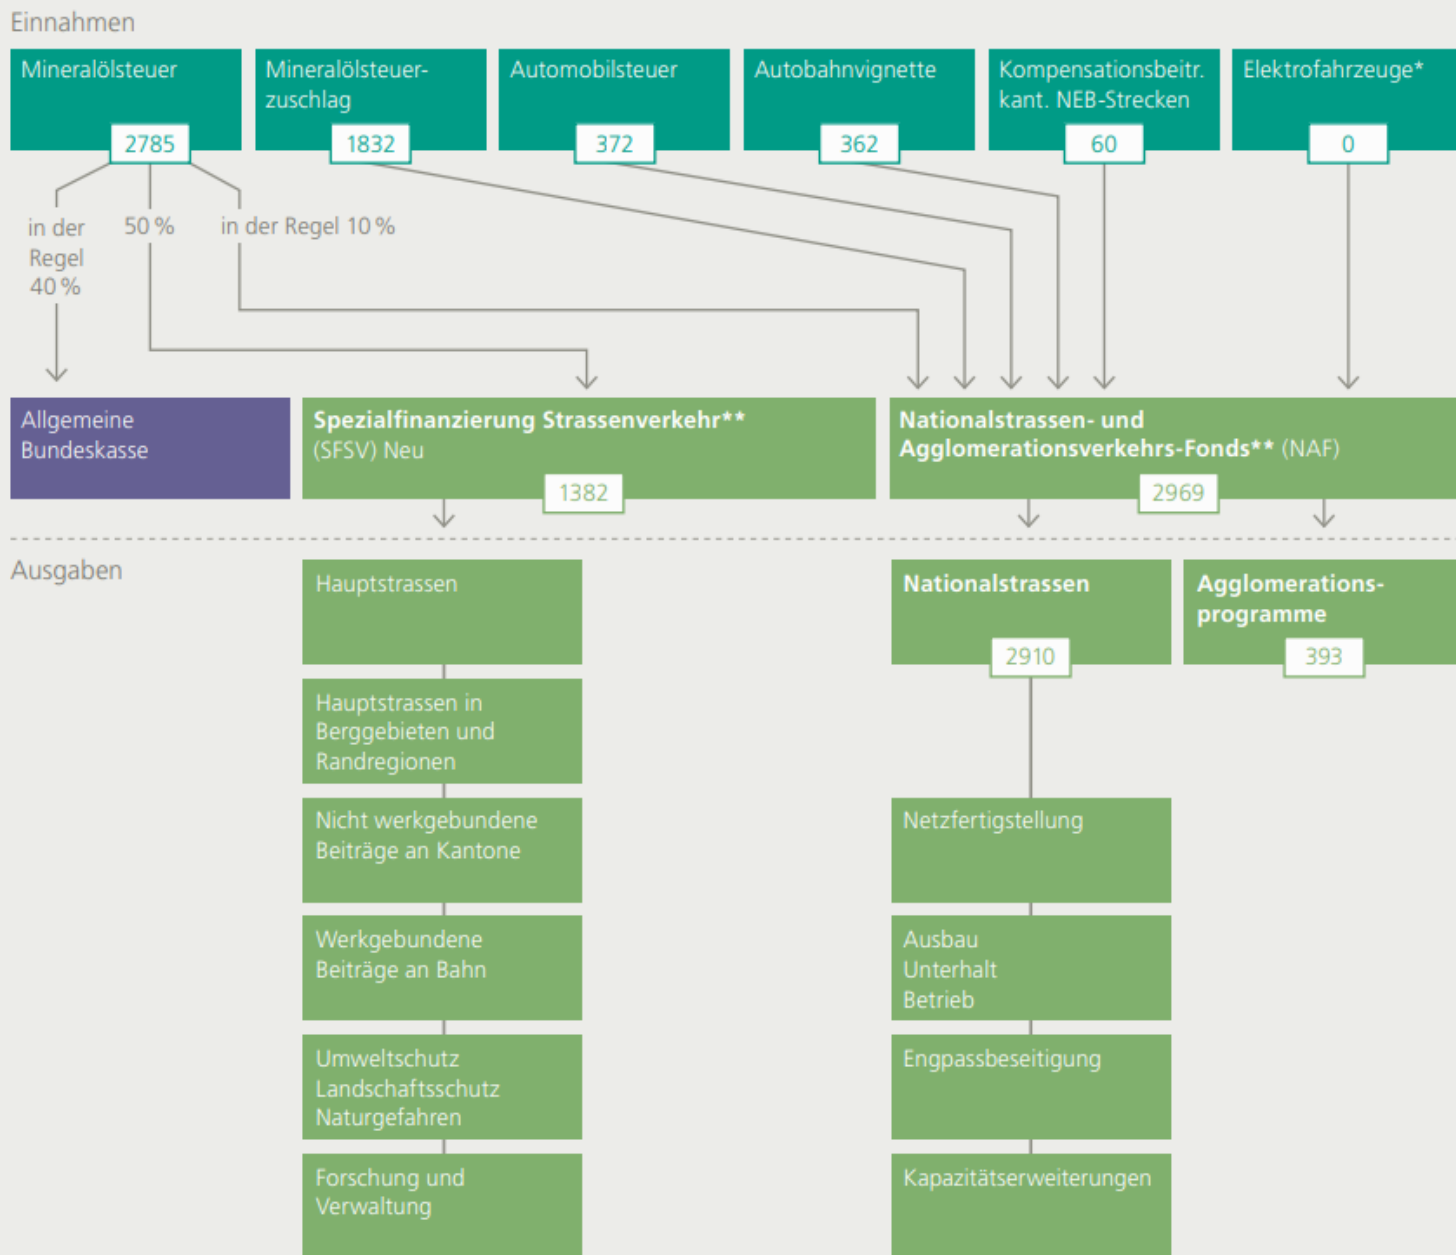 Einnahmen
Mineralölsteuer
2785
Mineralölsteuer-
zuschlag
1832
Automobilsteuer
372
Autobahnvignette
362
Kompensationsbeitr.
kant. NEB-Strecken
60
Elektrofahrzeuge*
0
in der
Regel
40 %
50 %
in der Regel 10 %
Allgemeine
Bundeskasse
Spezialfinanzierung Strassenverkehr**
(SFSV) Neu
1382
Nationalstrassen- und
Agglomerationsverkehrs-Fonds** (NAF)
2969
Ausgaben
Hauptstrassen
Hauptstrassen in
Berggebieten und
Randregionen
Nicht werkgebundene
Beiträge an Kantone
Werkgebundene
Beiträge an Bahn
Umweltschutz
Landschaftsschutz
Naturgefahren
Forschung und
Verwaltung
Nationalstrassen
2910
Netzfertigstellung
Ausbau
Unterhalt
Betrieb
Engpassbeseitigung
Kapazitätserweiterungen
Agglomerations-
programme
393